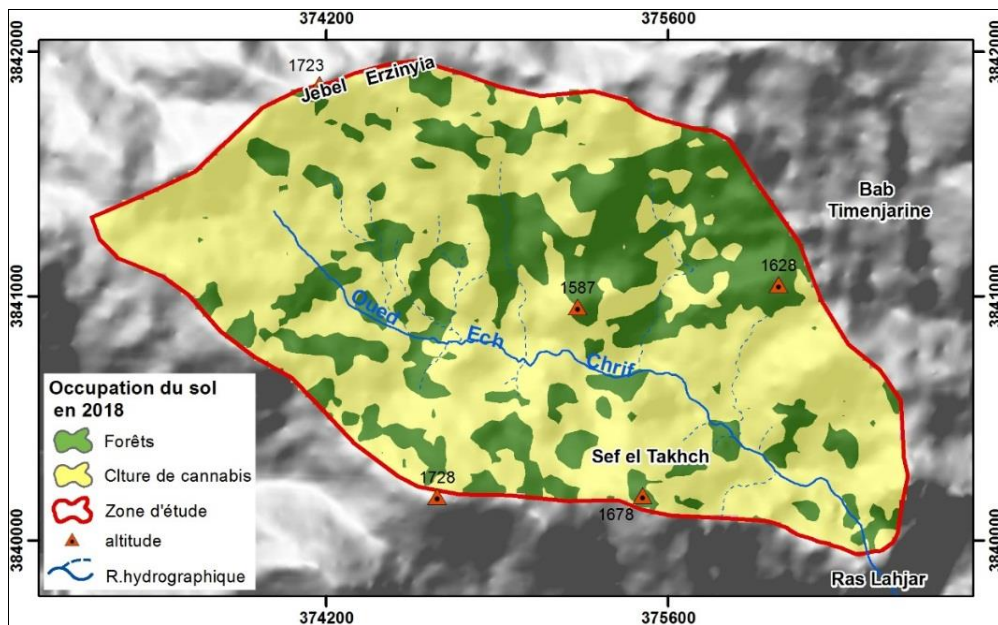 374200
375600
3842000
3842000
1723
Jebel Erzinyia
Bab
Timenjarine
1628
3841000
3841000
1587
Oued Ech Chrif
Occupation du sol
en 2018
Forêts
Clture de cannabis
Zone d'étude
altitude
R.hydrographique
Sef el Takhch
1728
1678
3840000
3840000
Ras Lahjar
374200
375600